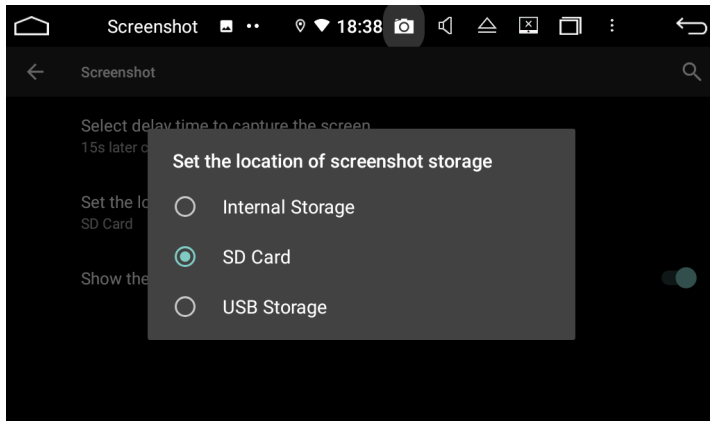 Screenshot
18:38
Screenshot
Select delay time to capture the screen
15s later c
Set the location of screenshot storage
Set the lo
SD Card
Internal Storage
SD Card
Show the
USB Storage